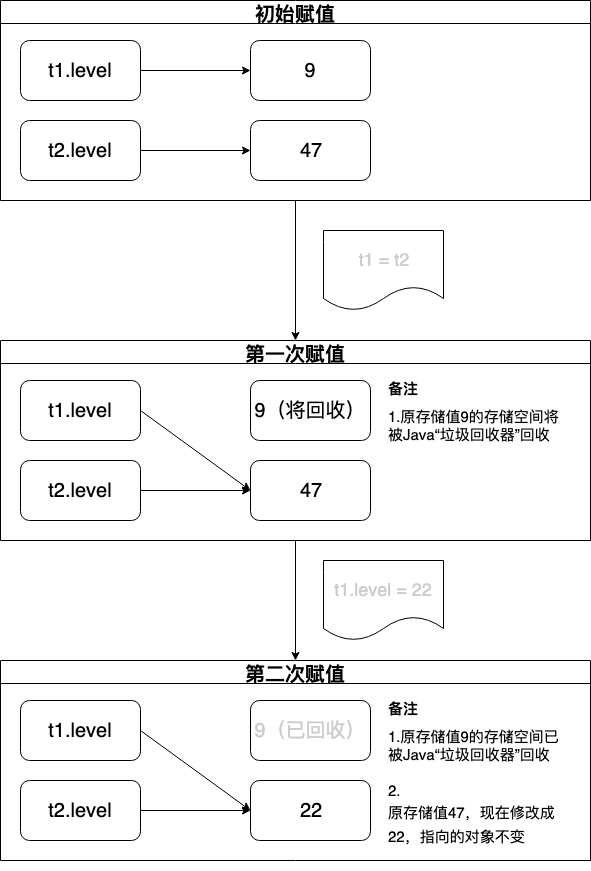 初始赋值
t1.level
9
t2.level
47
t1 = t2
第一次赋值
t1.level
9（将回收）
备注
1.原存储值9的存储空间将
被Java“垃圾回收器”回收
t2.level
47
t1.level = 22
第二次赋值
t1.level
9（已回收）
备注
1.原存储值9的存储空间已
被Java“垃圾回收器”回收
t2.level
22
2.
原存储值47，现在修改成
22，指向的对象不变